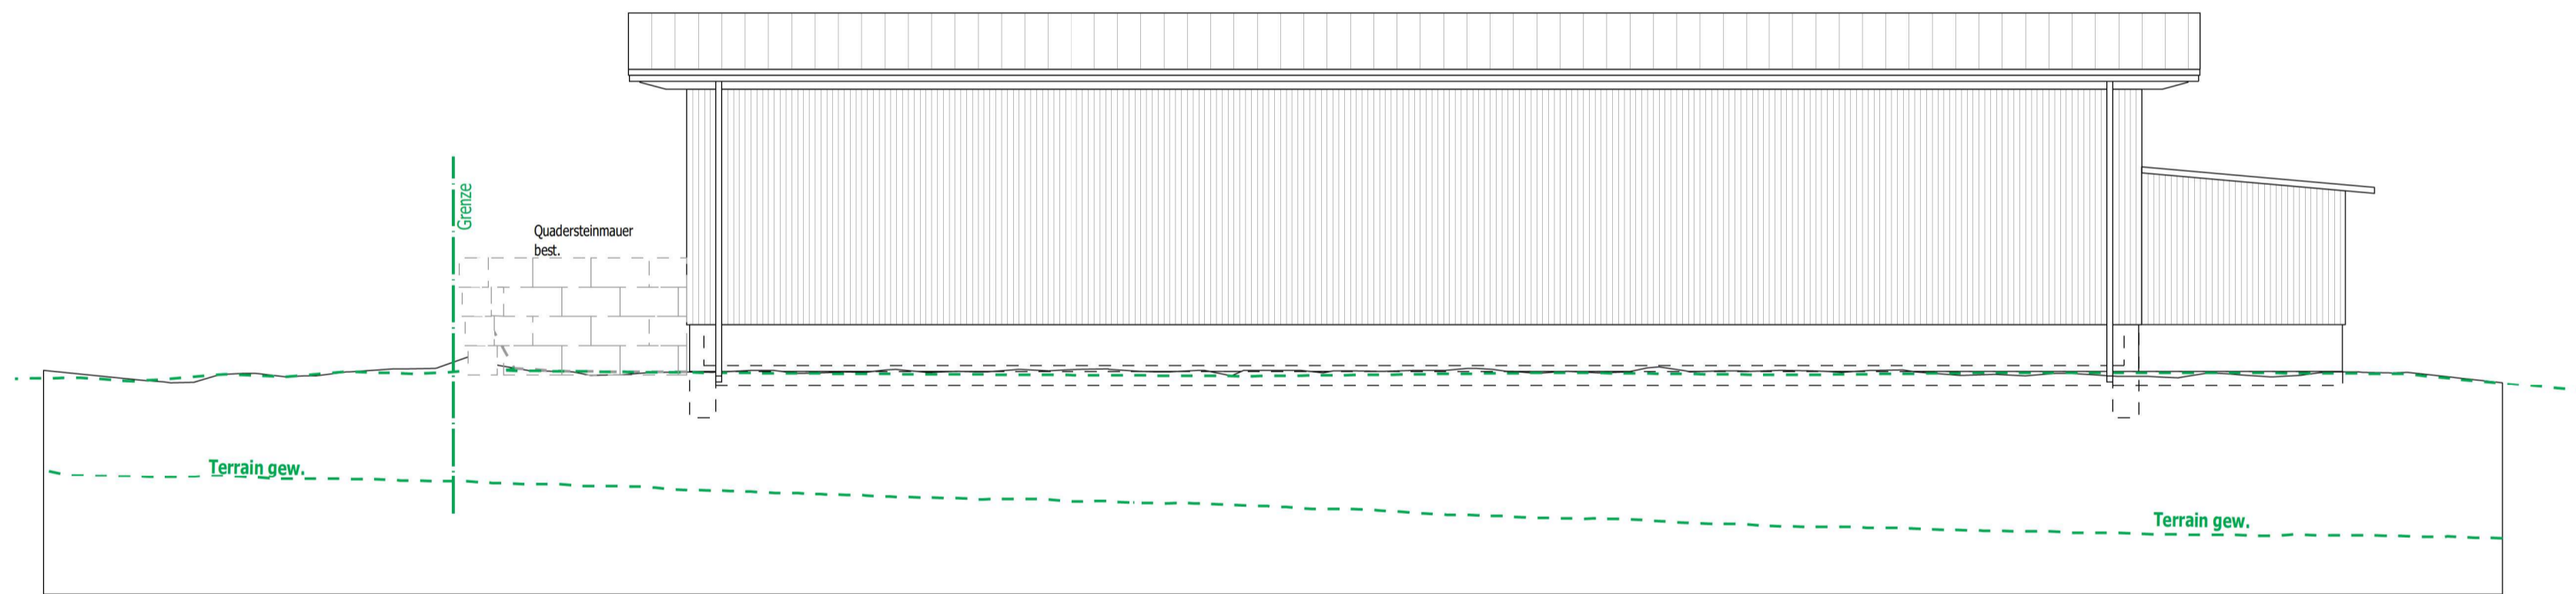 Grenze
Quadersteinmauer
best.
Terrain gew.
Terrain gew.